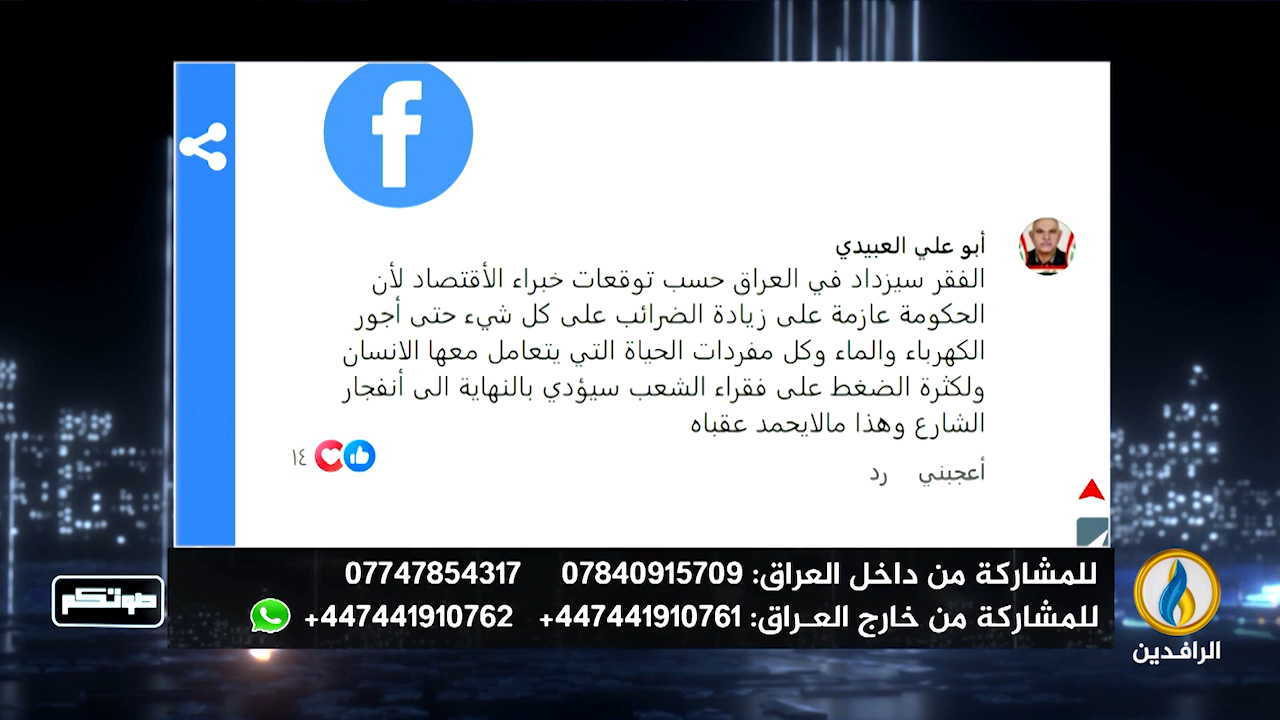 أبو علي العبيدي
الفقر سيزداد في العراق حسب توقعات خبراء الأقتصاد لأن
الحكومة عازمة على زيادة الضرائب على كل شيء حتى أجور
الكهرباء والماء وكل مفردات الحياة التي يتعامل معها الانسان
ولكثرة الضغط على فقراء الشعب سيؤدي بالنهاية الى أنفجار
الشارع وهذا مالايحمد عقباه
١٤
أعجبني رد
للمشاركة من داخل العراق: 07840915709 07747854317
للمشاركة من خارج العـراق: 447441910761+ 447441910762+
صوتكم
الرافدين